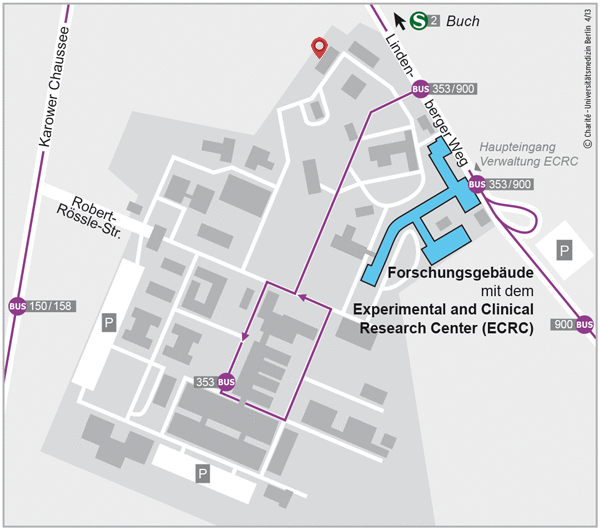 S 2 Buch
© Charité - Universitätsmedizin Berlin 4/13
Karower Chaussee
Linden-
berger Weg
BUS 353/900
Haupteingang
Verwaltung ECRC
BUS 353/900
Robert-
Rössle-Str.
P
Forschungsgebäude
mit dem
Experimental and Clinical
Research Center (ECRC)
BUS 150/158
P
900 BUS
353 BUS
P